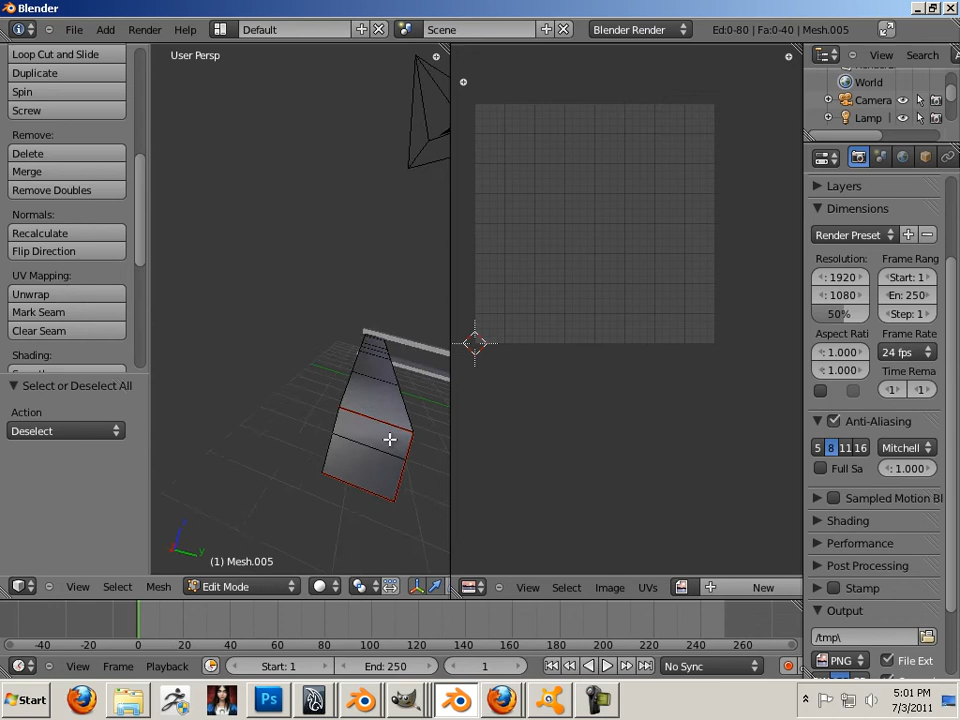 Blender
File Add Render Help Default Scene Blender Render Ed:0-80 | Fa:0-40 | Mesh.005
Loop Cut and Slide
Duplicate
Spin
Screw
Remove:
Delete
Merge
Remove Doubles
Normals:
Recalculate
Flip Direction
UV Mapping:
Unwrap
Mark Seam
Clear Seam
Shading:
Select or Deselect All
Action
Deselect
User Persp
(1) Mesh.005
View Select Mesh Edit Mode
View Select Image UVs New
View Search
World
Camera
Lamp
Layers
Dimensions
Render Preset
Resolution: Frame Rang
: 1920 Start: 1
: 1080 En: 250
50% Step: 1
Aspect Rati Frame Rate
: 1.000 24 fps
: 1.000 Time Rema
1 1
Anti-Aliasing
5 8 11 16 Mitchell
Full Sa : 1.000
Sampled Motion Bl
Shading
Performance
Post Processing
Stamp
Output
/tmp\
PNG File Ext
-40 -20 0 20 40 60 80 100 120 140 160 180 200 220 240 260
View Frame Playback Start: 1 End: 250 1 No Sync
Start Ps 5:01 PM
7/3/2011